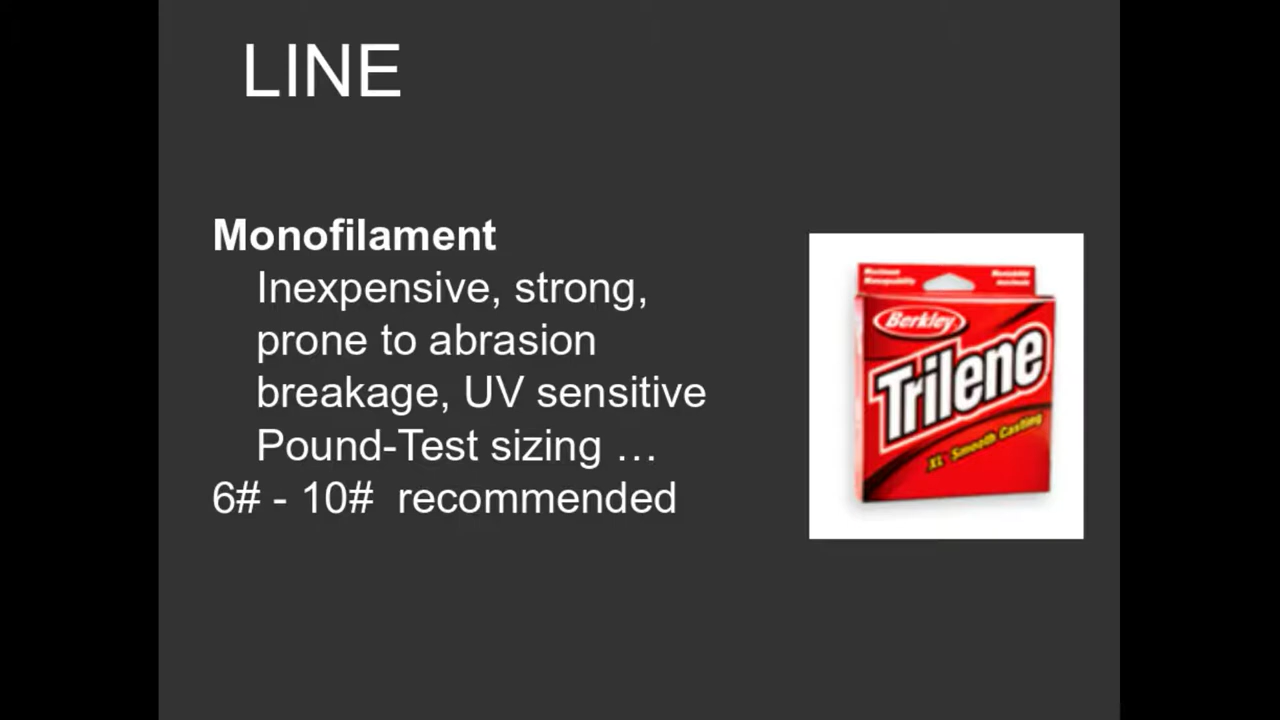 LINE
Monofilament
Inexpensive, strong,
prone to abrasion
breakage, UV sensitive
Pound-Test sizing …
6# - 10#  recommended
Berkley
Trilene
XL Smooth Casting